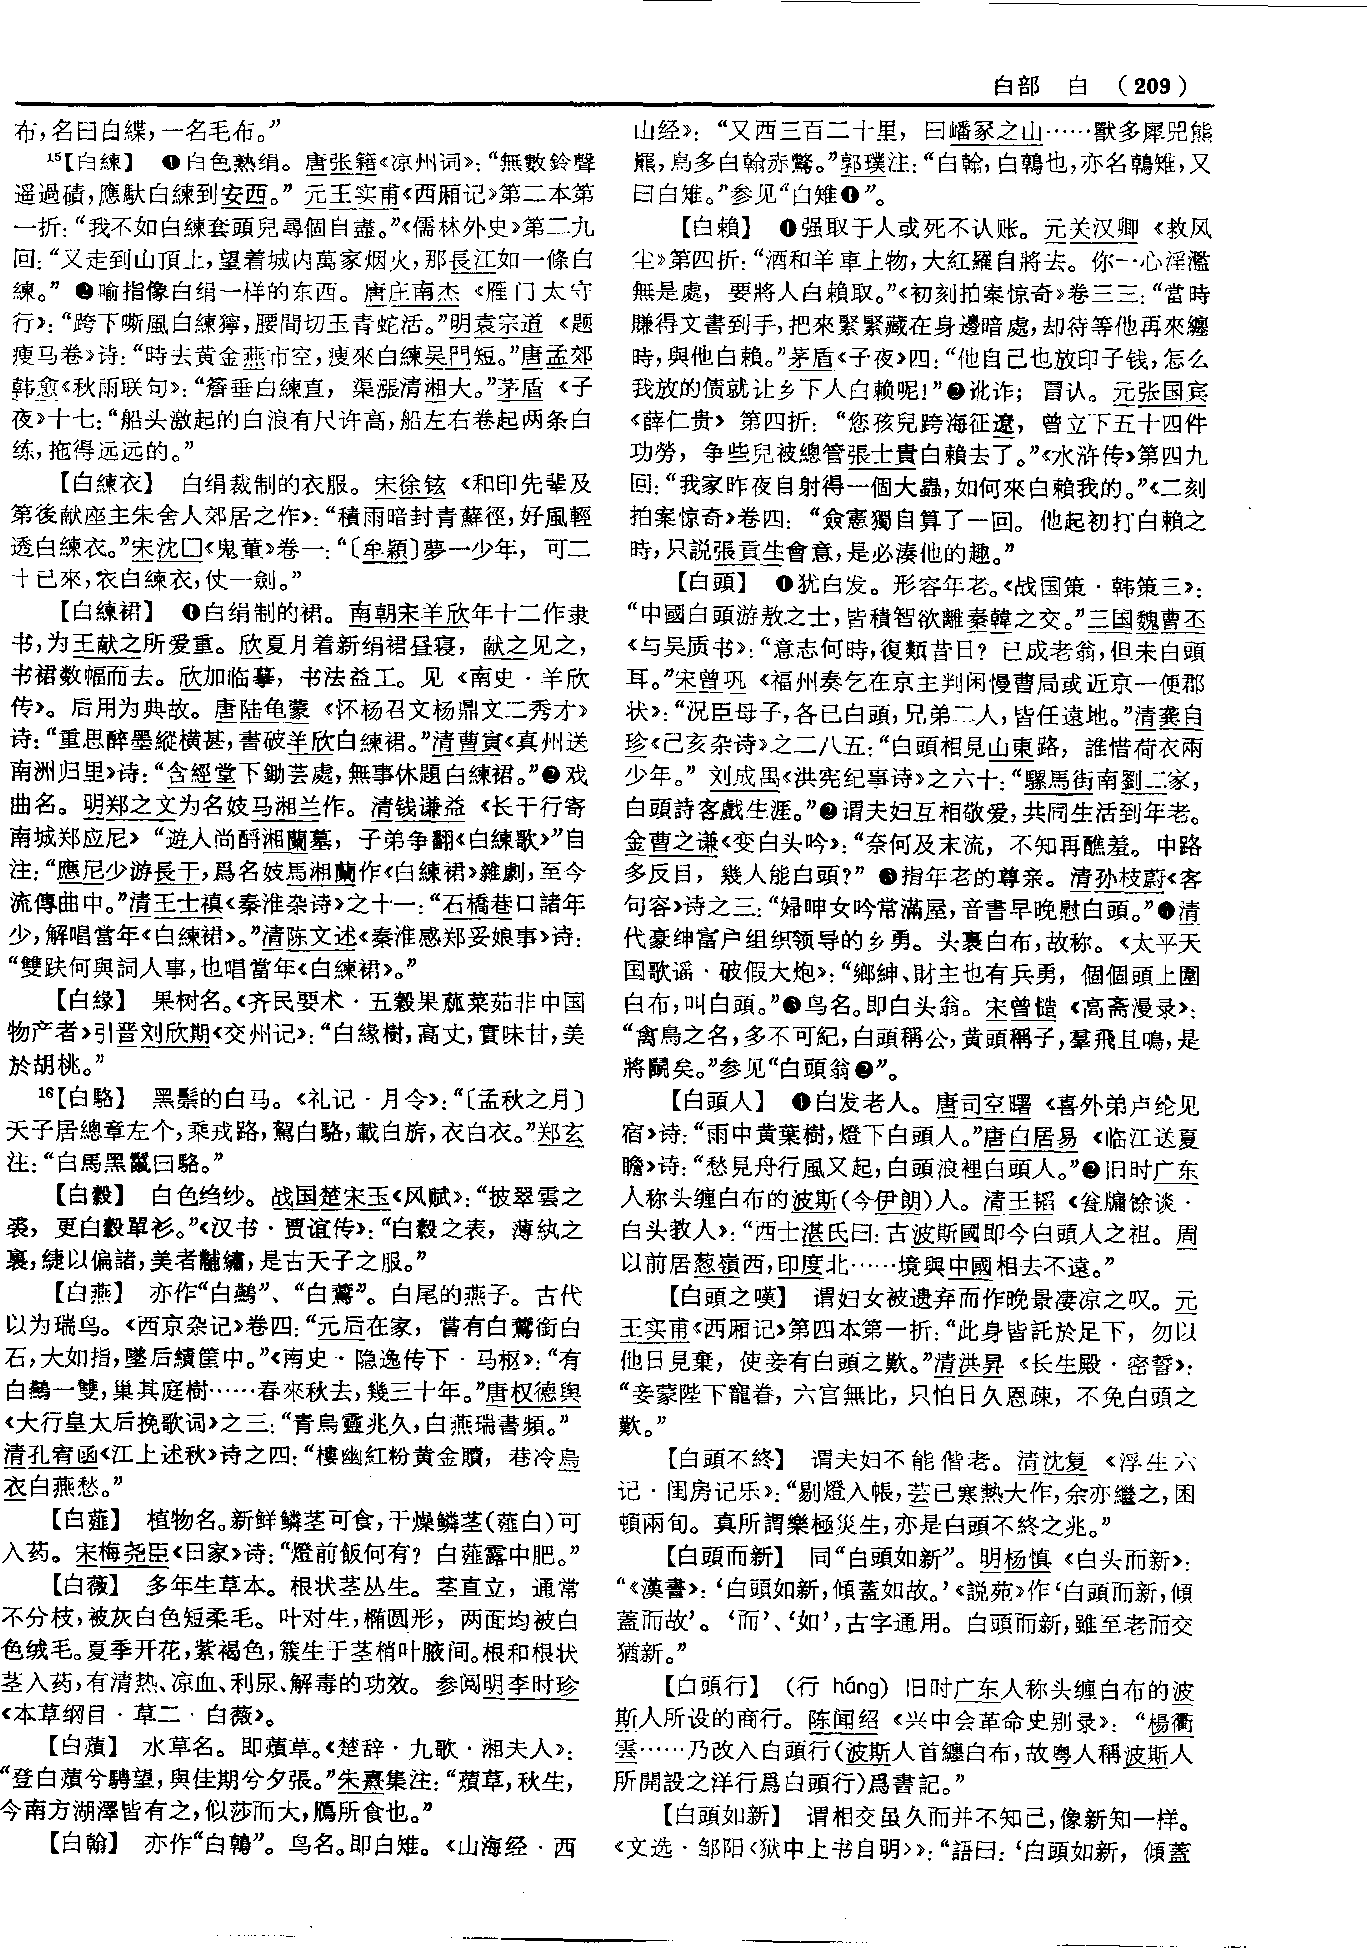 白部　白　（209）
布，名曰白緤，一名毛布。”
15【白練】　❶白色熟绢。唐张籍《凉州词》：“無數鈴聲
遥過磧，應馱白練到安西。”元王实甫《西厢记》第二本第
一折：“我不如白練套頭兒尋個自盡。”《儒林外史》第二九
回：“又走到山頂上，望着城内萬家烟火，那長江如一條白
練。”❷喻指像白绢一样的东西。唐庄南杰《雁门太守
行》：“跨下嘶風白練獰，腰間切玉青蛇活。”明袁宗道《题
瘦马卷》诗：“時去黄金燕市空，瘦來白練吴門短。”唐孟郊
韩愈《秋雨联句》：“簷垂白練直，渠漲清湘大。”茅盾《子
夜》十七：“船头激起的白浪有尺许高，船左右卷起两条白
练，拖得远远的。”
【白練衣】　白绢裁制的衣服。宋徐铉《和印先辈及
第後献座主朱舍人郊居之作》：“積雨暗封青蘚徑，好風輕
透白練衣。”宋沈□《鬼董》卷一：“〔牟穎〕夢一少年，可二
十已來，衣白練衣，仗一劍。”
【白練裙】　❶白绢制的裙。南朝宋羊欣年十二作隶
书，为王献之所爱重。欣夏月着新绢裙昼寝，献之见之，
书裙数幅而去。欣加临摹，书法益工。见《南史·羊欣
传》。后用为典故。唐陆龟蒙《怀杨召文杨鼎文二秀才》
诗：“重思醉墨縱横甚，書破羊欣白練裙。”清曹寅《真州送
南洲归里》诗：“含經堂下鋤芸處，無事休題白練裙。”❷戏
曲名。明郑之文为名妓马湘兰作。清钱谦益《长干行寄
南城郑应尼》“遊人尚酹湘蘭墓，子弟争翻《白練歌》”自
注：“應尼少游長干，爲名妓馬湘蘭作《白練裙》雜劇，至今
流傳曲中。”清王士禛《秦淮杂诗》之十一：“石橋巷口諸年
少，解唱當年《白練裙》。”清陈文述《秦淮感郑妥娘事》诗：
“雙趺何與詞人事，也唱當年《白練裙》。”
【白緣】　果树名。《齐民要术·五穀果蓏菜茹非中国
物产者》引晋刘欣期《交州记》：“白緣樹，高丈，實味甘，美
於胡桃。”
16【白駱】　黑鬃的白马。《礼记·月令》：“〔孟秋之月〕
天子居總章左个，乘戎路，駕白駱，載白旂，衣白衣。”郑玄
注：“白馬黑鬣曰駱。”
【白縠】　白色绉纱。战国楚宋玉《风赋》：“披翠雲之
裘，更白縠單衫。”《汉书·贾谊传》：“白縠之表，薄紈之
裏，緁以偏諸，美者黼繡，是古天子之服。”
【白燕】　亦作“白鷰”、“白鷰”。白尾的燕子。古代
以为瑞鸟。《西京杂记》卷四：“元后在家，嘗有白鷰銜白
石，大如指，墜后績筐中。”《南史·隐逸传下·马枢》：“有
白鷰一雙，巢其庭樹……春來秋去，幾三十年。”唐权德舆
《大行皇太后挽歌词》之三：“青烏靈兆久，白燕瑞書頻。”
清孔宥函《江上述秋》诗之四：“樓幽紅粉黄金贖，巷冷烏
衣白燕愁。”
【白薤】　植物名。新鲜鳞茎可食，干燥鳞茎（薤白）可
入药。宋梅尧臣《田家》诗：“燈前飯何有？白薤露中肥。”
【白薇】　多年生草本。根状茎丛生。茎直立，通常
不分枝，被灰白色短柔毛。叶对生，椭圆形，两面均被白
色绒毛。夏季开花，紫褐色，簇生于茎梢叶腋间。根和根状
茎入药，有清热、凉血、利尿、解毒的功效。参阅明李时珍
《本草纲目·草二·白薇》。
【白薠】　水草名。即薠草。《楚辞·九歌·湘夫人》：
“登白薠兮騁望，與佳期兮夕張。”朱熹集注：“薠草，秋生，
今南方湖澤皆有之，似莎而大，鴈所食也。”
【白翰】　亦作“白鶾”。鸟名。即白雉。《山海经·西
山经》：“又西三百二十里，曰嶓冢之山……獸多犀兕熊
羆，鳥多白翰赤鷩。”郭璞注：“白翰，白鶾也，亦名鶾雉，又
曰白雉。”参见“白雉❶”。
【白賴】　❶强取于人或死不认账。元关汉卿《救风
尘》第四折：“酒和羊車上物，大紅羅自將去。你一心淫濫
無是處，要將人白賴取。”《初刻拍案惊奇》卷三三：“當時
賺得文書到手，把來緊緊藏在身邊暗處，却待等他再來纏
時，與他白賴。”茅盾《子夜》四：“他自己也放印子钱，怎么
我放的债就让乡下人白赖呢！”❷讹诈；冒认。元张国宾
《薛仁贵》第四折：“您孩兒跨海征遼，曾立下五十四件
功勞，争些兒被總管張士貴白賴去了。”《水浒传》第四九
回：“我家昨夜自射得一個大蟲，如何來白賴我的。”《二刻
拍案惊奇》卷四：“僉憲獨自算了一回。他起初打白賴之
時，只説張貢生會意，是必湊他的趣。”
【白頭】　❶犹白发。形容年老。《战国策·韩策三》：
“中國白頭游敖之士，皆積智欲離秦韓之交。”三国魏曹丕
《与吴质书》：“意志何時，復類昔日？已成老翁，但未白頭
耳。”宋曾巩《福州奏乞在京主判闲慢曹局或近京一便郡
状》：“況臣母子，各已白頭，兄弟二人，皆任遠地。”清龚自
珍《己亥杂诗》之二八五：“白頭相見山東路，誰惜荷衣兩
少年。”刘成禺《洪宪纪事诗》之六十：“騾馬街南劉二家，
白頭詩客戲生涯。”❷谓夫妇互相敬爱，共同生活到年老。
金曹之谦《变白头吟》：“奈何及末流，不知再醮羞。中路
多反目，幾人能白頭？”❸指年老的尊亲。清孙枝蔚《客
句容》诗之三：“婦呻女吟常滿屋，音書早晚慰白頭。”❹清
代豪绅富户组织领导的乡勇。头裹白布，故称。《太平天
国歌谣·破假大炮》：“鄉紳、財主也有兵勇，個個頭上圍
白布，叫白頭。”❺鸟名。即白头翁。宋曾慥《高斋漫录》：
“禽鳥之名，多不可紀，白頭稱公，黄頭稱子，羣飛且鳴，是
將鬭矣。”参见“白頭翁❷”。
【白頭人】　❶白发老人。唐司空曙《喜外弟卢纶见
宿》诗：“雨中黄葉樹，燈下白頭人。”唐白居易《临江送夏
瞻》诗：“愁見舟行風又起，白頭浪裡白頭人。”❷旧时广东
人称头缠白布的波斯（今伊朗）人。清王韬《瓮牖馀谈·
白头教人》：“西士湛氏曰：古波斯國即今白頭人之祖。周
以前居葱嶺西，印度北……境與中國相去不遠。”
【白頭之嘆】　谓妇女被遗弃而作晚景凄凉之叹。元
王实甫《西厢记》第四本第一折：“此身皆託於足下，勿以
他日見棄，使妾有白頭之歎。”清洪昇《长生殿·密誓》：
“妾蒙陛下寵眷，六宫無比，只怕日久恩疎，不免白頭之
歎。”
【白頭不終】　谓夫妇不能偕老。清沈复《浮生六
记·闺房记乐》：“剔燈入帳，芸已寒熱大作，余亦繼之，困
頓兩旬。真所謂樂極災生，亦是白頭不終之兆。”
【白頭而新】　同“白頭如新”。明杨慎《白头而新》：
“《漢書》：‘白頭如新，傾蓋如故。’《説苑》作‘白頭而新，傾
蓋而故’。‘而’、‘如’，古字通用。白頭而新，雖至老而交
猶新。”
【白頭行】　（行 háng）旧时广东人称头缠白布的波
斯人所设的商行。陈闻绍《兴中会革命史别录》：“楊衢
雲……乃改入白頭行（波斯人首纏白布，故粵人稱波斯人
所開設之洋行爲白頭行）爲書記。”
【白頭如新】　谓相交虽久而并不知己，像新知一样。
《文选·邹阳〈狱中上书自明〉》：“語曰：‘白頭如新，傾蓋